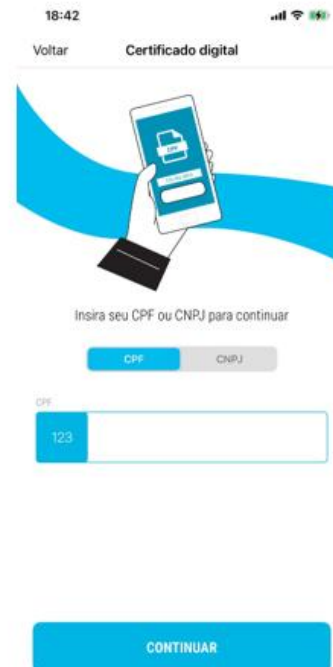 18:42
Voltar Certificado digital
CPF
Insira seu CPF ou CNPJ para continuar
CPF CNPJ
CPF
123
CONTINUAR